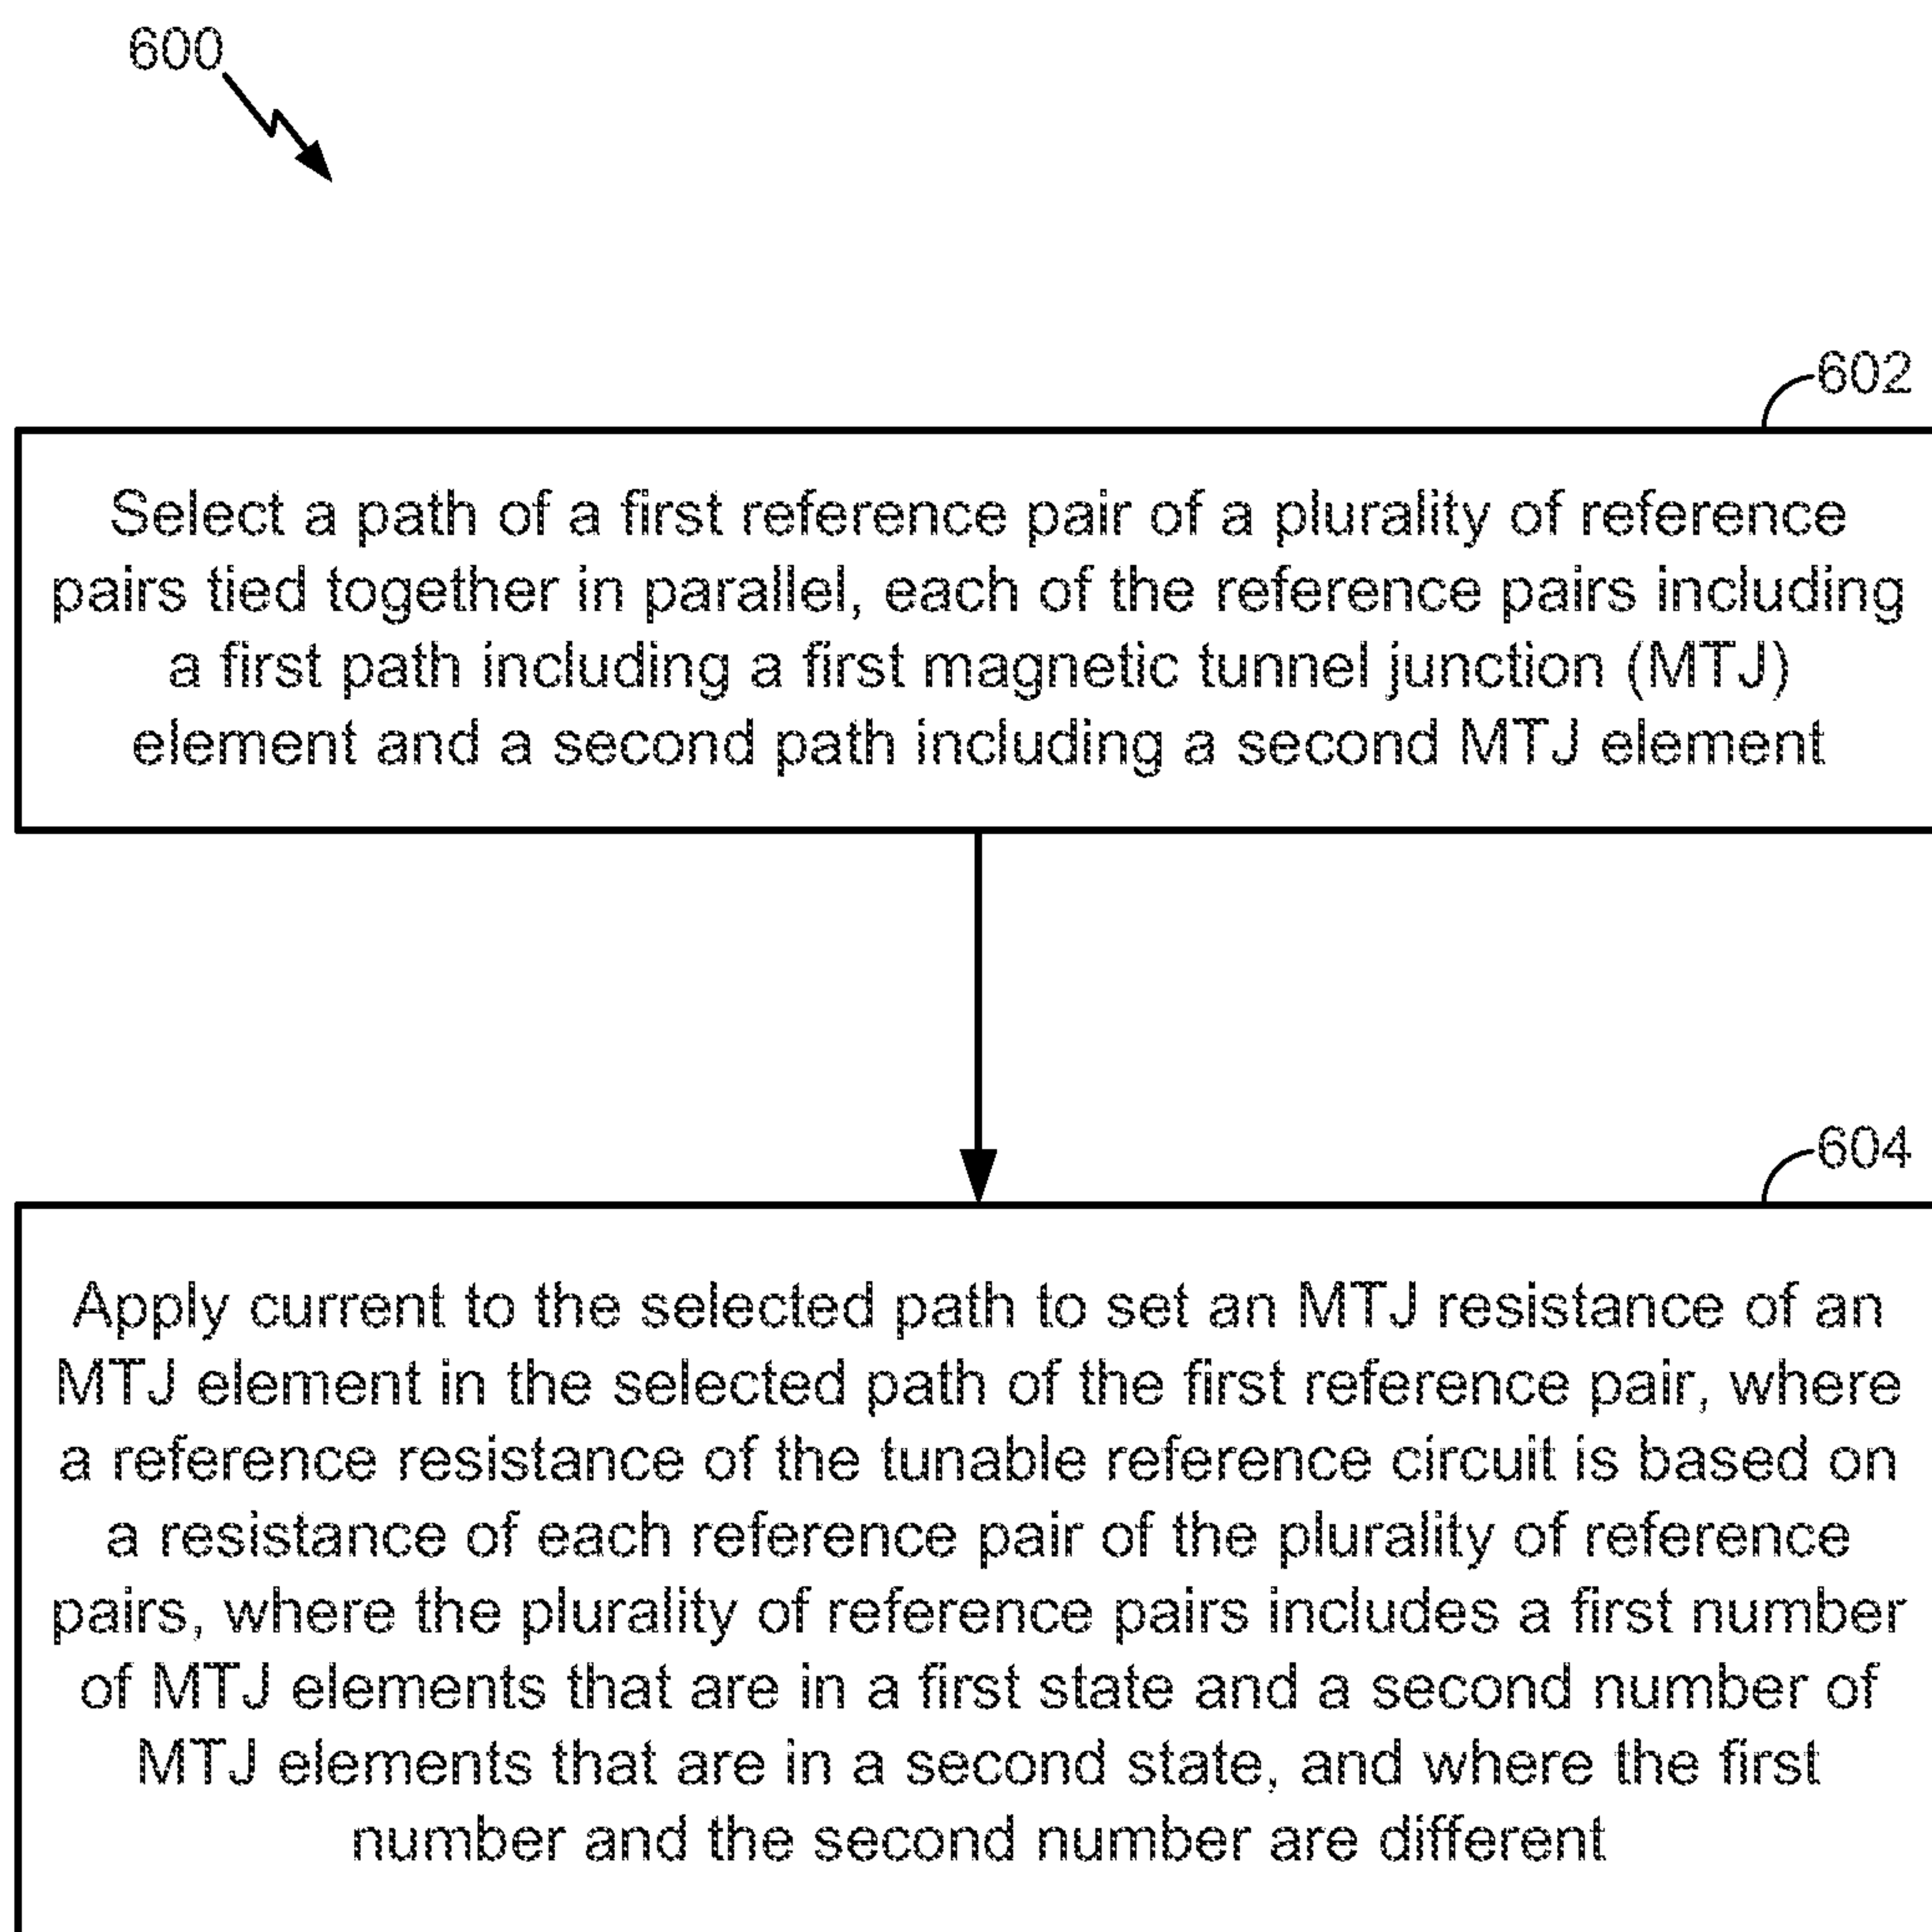 600
602
Select a path of a first reference pair of a plurality of reference
pairs tied together in parallel, each of the reference pairs including
a first path including a first magnetic tunnel junction (MTJ)
element and a second path including a second MTJ element
604
Apply current to the selected path to set an MTJ resistance of an
MTJ element in the selected path of the first reference pair, where
a reference resistance of the tunable reference circuit is based on
a resistance of each reference pair of the plurality of reference
pairs, where the plurality of reference pairs includes a first number
of MTJ elements that are in a first state and a second number of
MTJ elements that are in a second state, and where the first
number and the second number are different